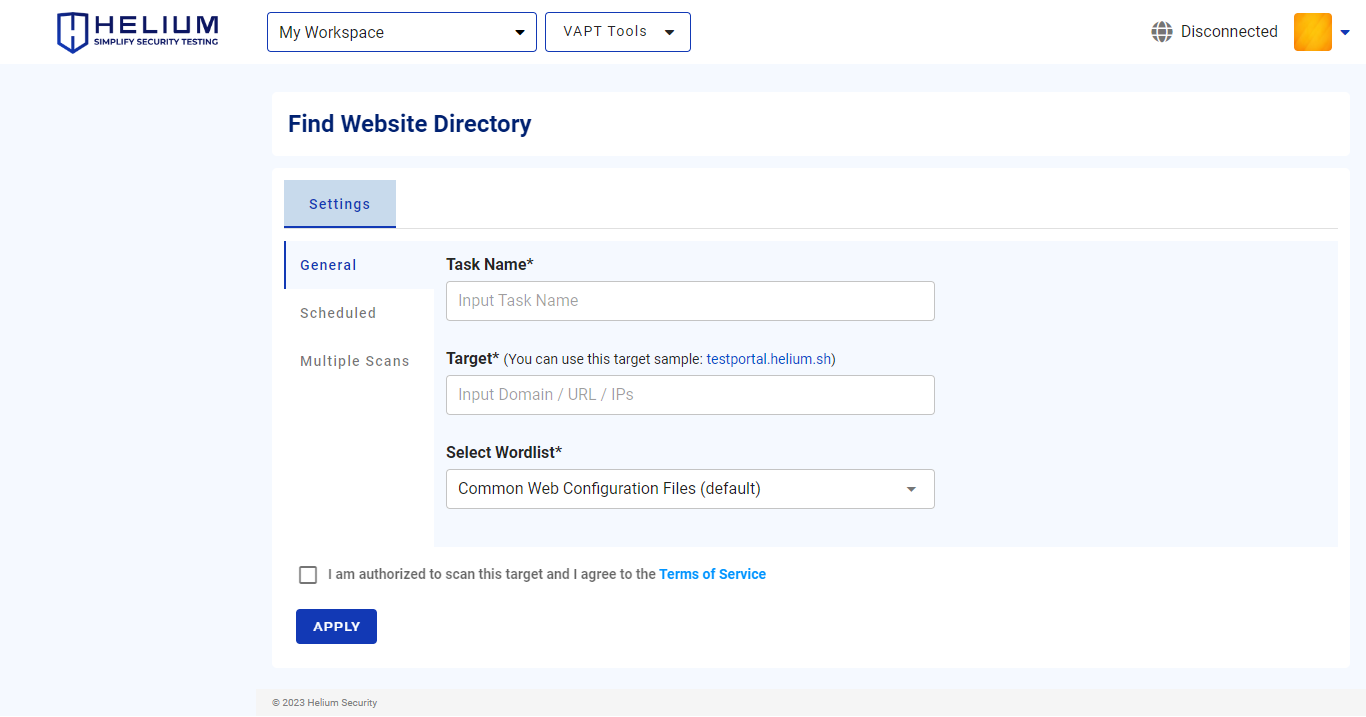 HELIUM
SIMPLIFY SECURITY TESTING
My Workspace
VAPT Tools
Disconnected
Find Website Directory
Settings
General
Scheduled
Multiple Scans
Task Name*
Input Task Name
Target* (You can use this target sample: testportal.helium.sh)
Input Domain / URL / IPs
Select Wordlist*
Common Web Configuration Files (default)
I am authorized to scan this target and I agree to the Terms of Service
APPLY
© 2023 Helium Security